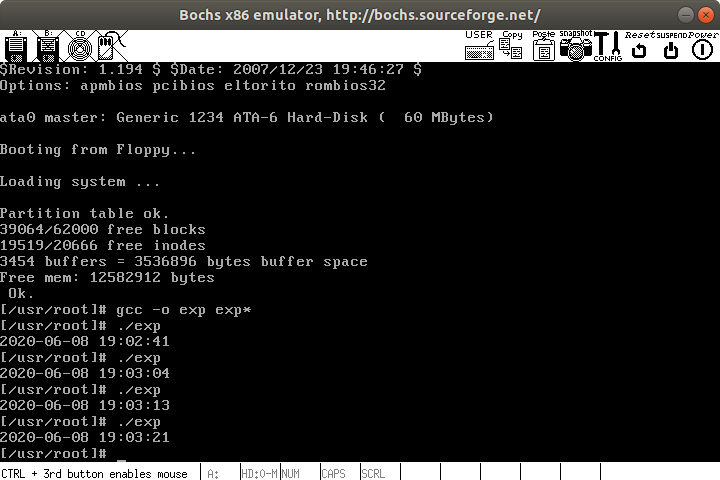 Bochs x86 emulator, http://bochs.sourceforge.net/
A:
B:
CD
USER
Copy
Paste
Snapshot
CONFIG
Reset
SUSPEND
Power
$Revision: 1.194 $ $Date: 2007/12/23 19:46:27 $
Options: apmbios pcibios eltorito rombios32
ata0 master: Generic 1234 ATA-6 Hard-Disk (  60 MBytes)
Booting from Floppy...
Loading system ...
Partition table ok.
39064/62000 free blocks
19519/20666 free inodes
3454 buffers = 3536896 bytes buffer space
Free mem: 12582912 bytes
 Ok.
[/usr/root]# gcc -o exp exp*
[/usr/root]# ./exp
2020-06-08 19:02:41
[/usr/root]# ./exp
2020-06-08 19:03:04
[/usr/root]# ./exp
2020-06-08 19:03:13
[/usr/root]# ./exp
2020-06-08 19:03:21
[/usr/root]# _
CTRL + 3rd button enables mouse
A:
HD:0-M
NUM
CAPS
SCRL